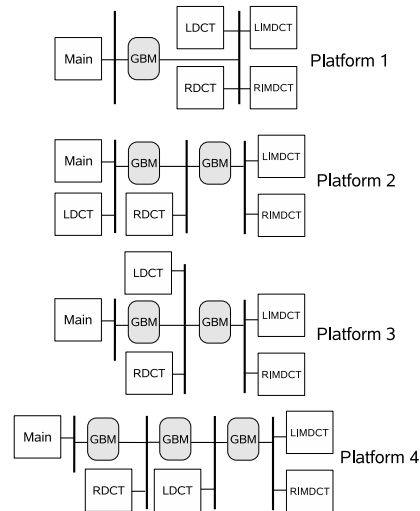 LDCT
LIMDCT
Main
GBM
Platform 1
RDCT
RIMDCT
Main
GBM
GBM
LIMDCT
Platform 2
LDCT
RDCT
RIMDCT
LDCT
Main
GBM
GBM
LIMDCT
Platform 3
RDCT
RIMDCT
Main
GBM
GBM
GBM
LIMDCT
Platform 4
RDCT
LDCT
RIMDCT